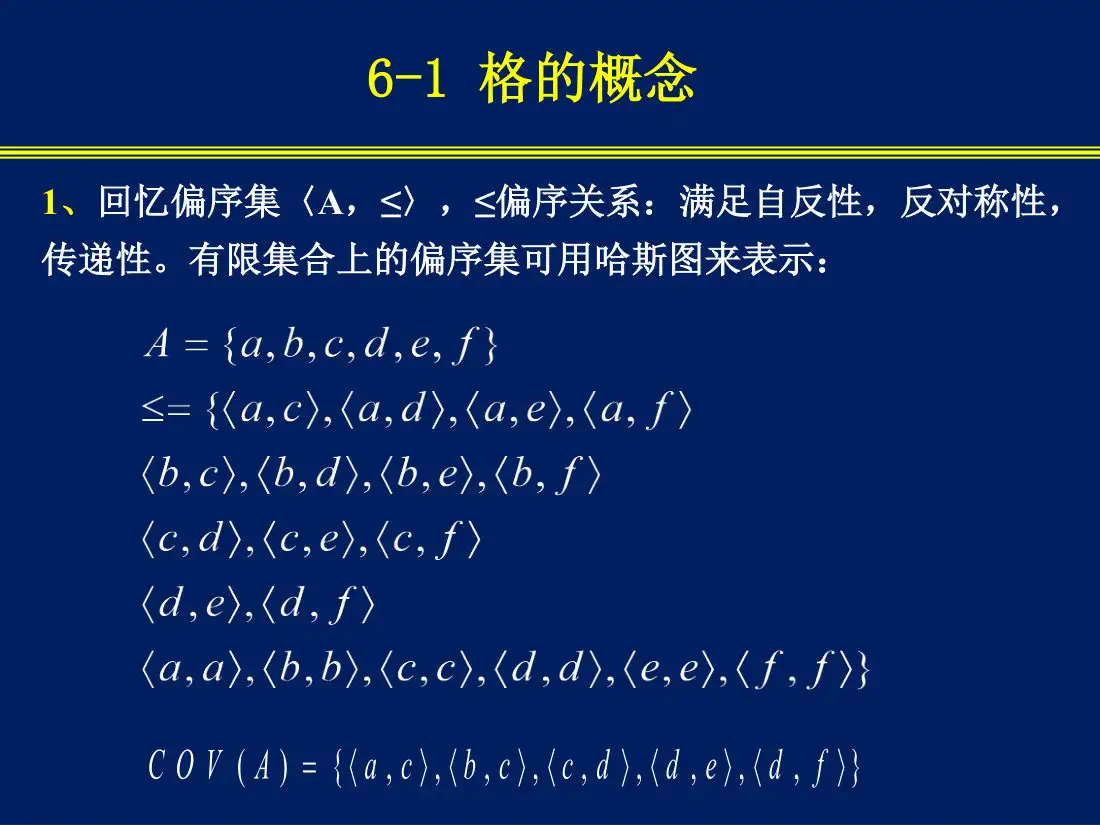 6-1 格的概念
1、回忆偏序集〈A，≤〉，≤偏序关系：满足自反性，反对称性，
传递性。有限集合上的偏序集可用哈斯图来表示：
A = {a,b,c,d,e,f}
≤= {〈a,c〉,〈a,d〉,〈a,e〉,〈a,f〉
〈b,c〉,〈b,d〉,〈b,e〉,〈b,f〉
〈c,d〉,〈c,e〉,〈c,f〉
〈d,e〉,〈d,f〉
〈a,a〉,〈b,b〉,〈c,c〉,〈d,d〉,〈e,e〉,〈f,f〉}
COV(A)={〈a,c〉,〈b,c〉,〈c,d〉,〈d,e〉,〈d,f〉}